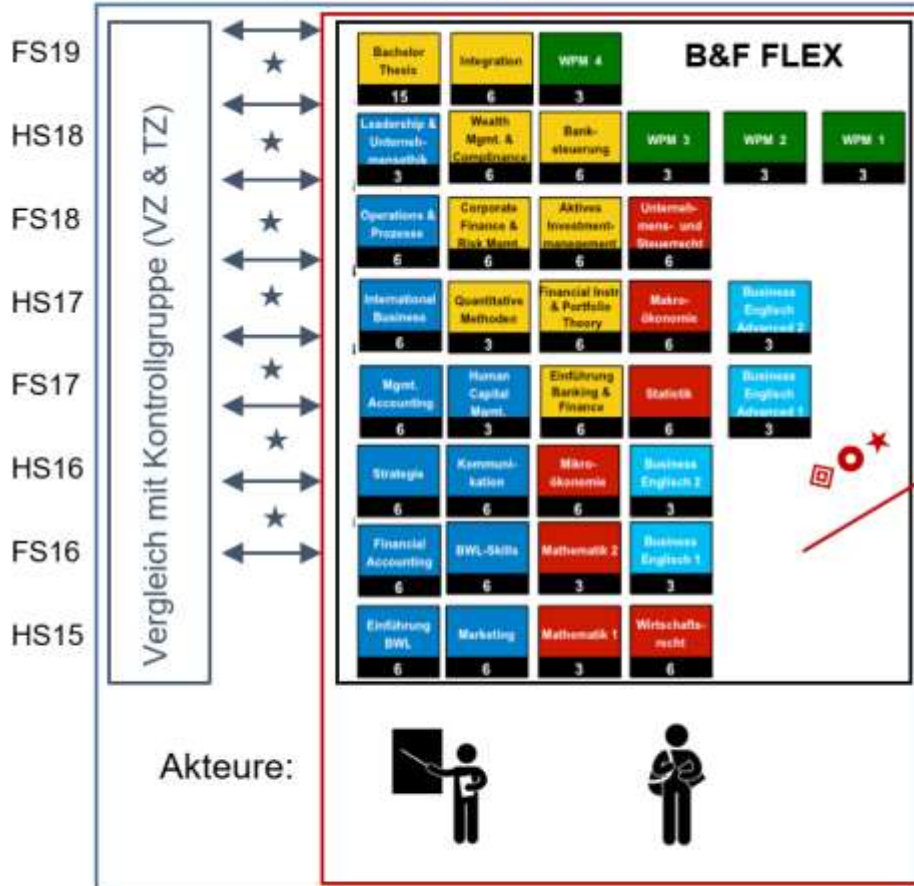 B&F FLEX
FS19
Bachelor
Thesis
15
Integration
6
WPM 4
3
HS18
Leadership &
Unterneh-
mensethik
3
Wealth
Mgmt. &
Complinance
6
Bank-
steuerung
6
WPM 3
3
WPM 2
3
WPM 1
3
FS18
Operations &
Prozesse
6
Corporate
Finance &
Risk Mgmt.
6
Aktives
Investment-
management
6
Unterneh-
mens- und
Steuerrecht
6
HS17
International
Business
6
Quantitative
Methoden
3
Financial Instr.
& Portfolio
Theory
6
Makro-
ökonomie
6
Business
Englisch
Advanced 2
3
FS17
Mgmt.
Accounting
6
Human
Capital
Mgmt.
3
Einführung
Banking &
Finance
6
Statistik
6
Business
Englisch
Advanced 1
3
HS16
Strategie
6
Kommuni-
kation
6
Mikro-
ökonomie
6
Business
Englisch 2
3
FS16
Financial
Accounting
6
BWL-Skills
6
Mathematik 2
3
Business
Englisch 1
3
HS15
Einführung
BWL
6
Marketing
6
Mathematik 1
3
Wirtschafts-
recht
6
Vergleich mit Kontrollgruppe (VZ & TZ)
Akteure: